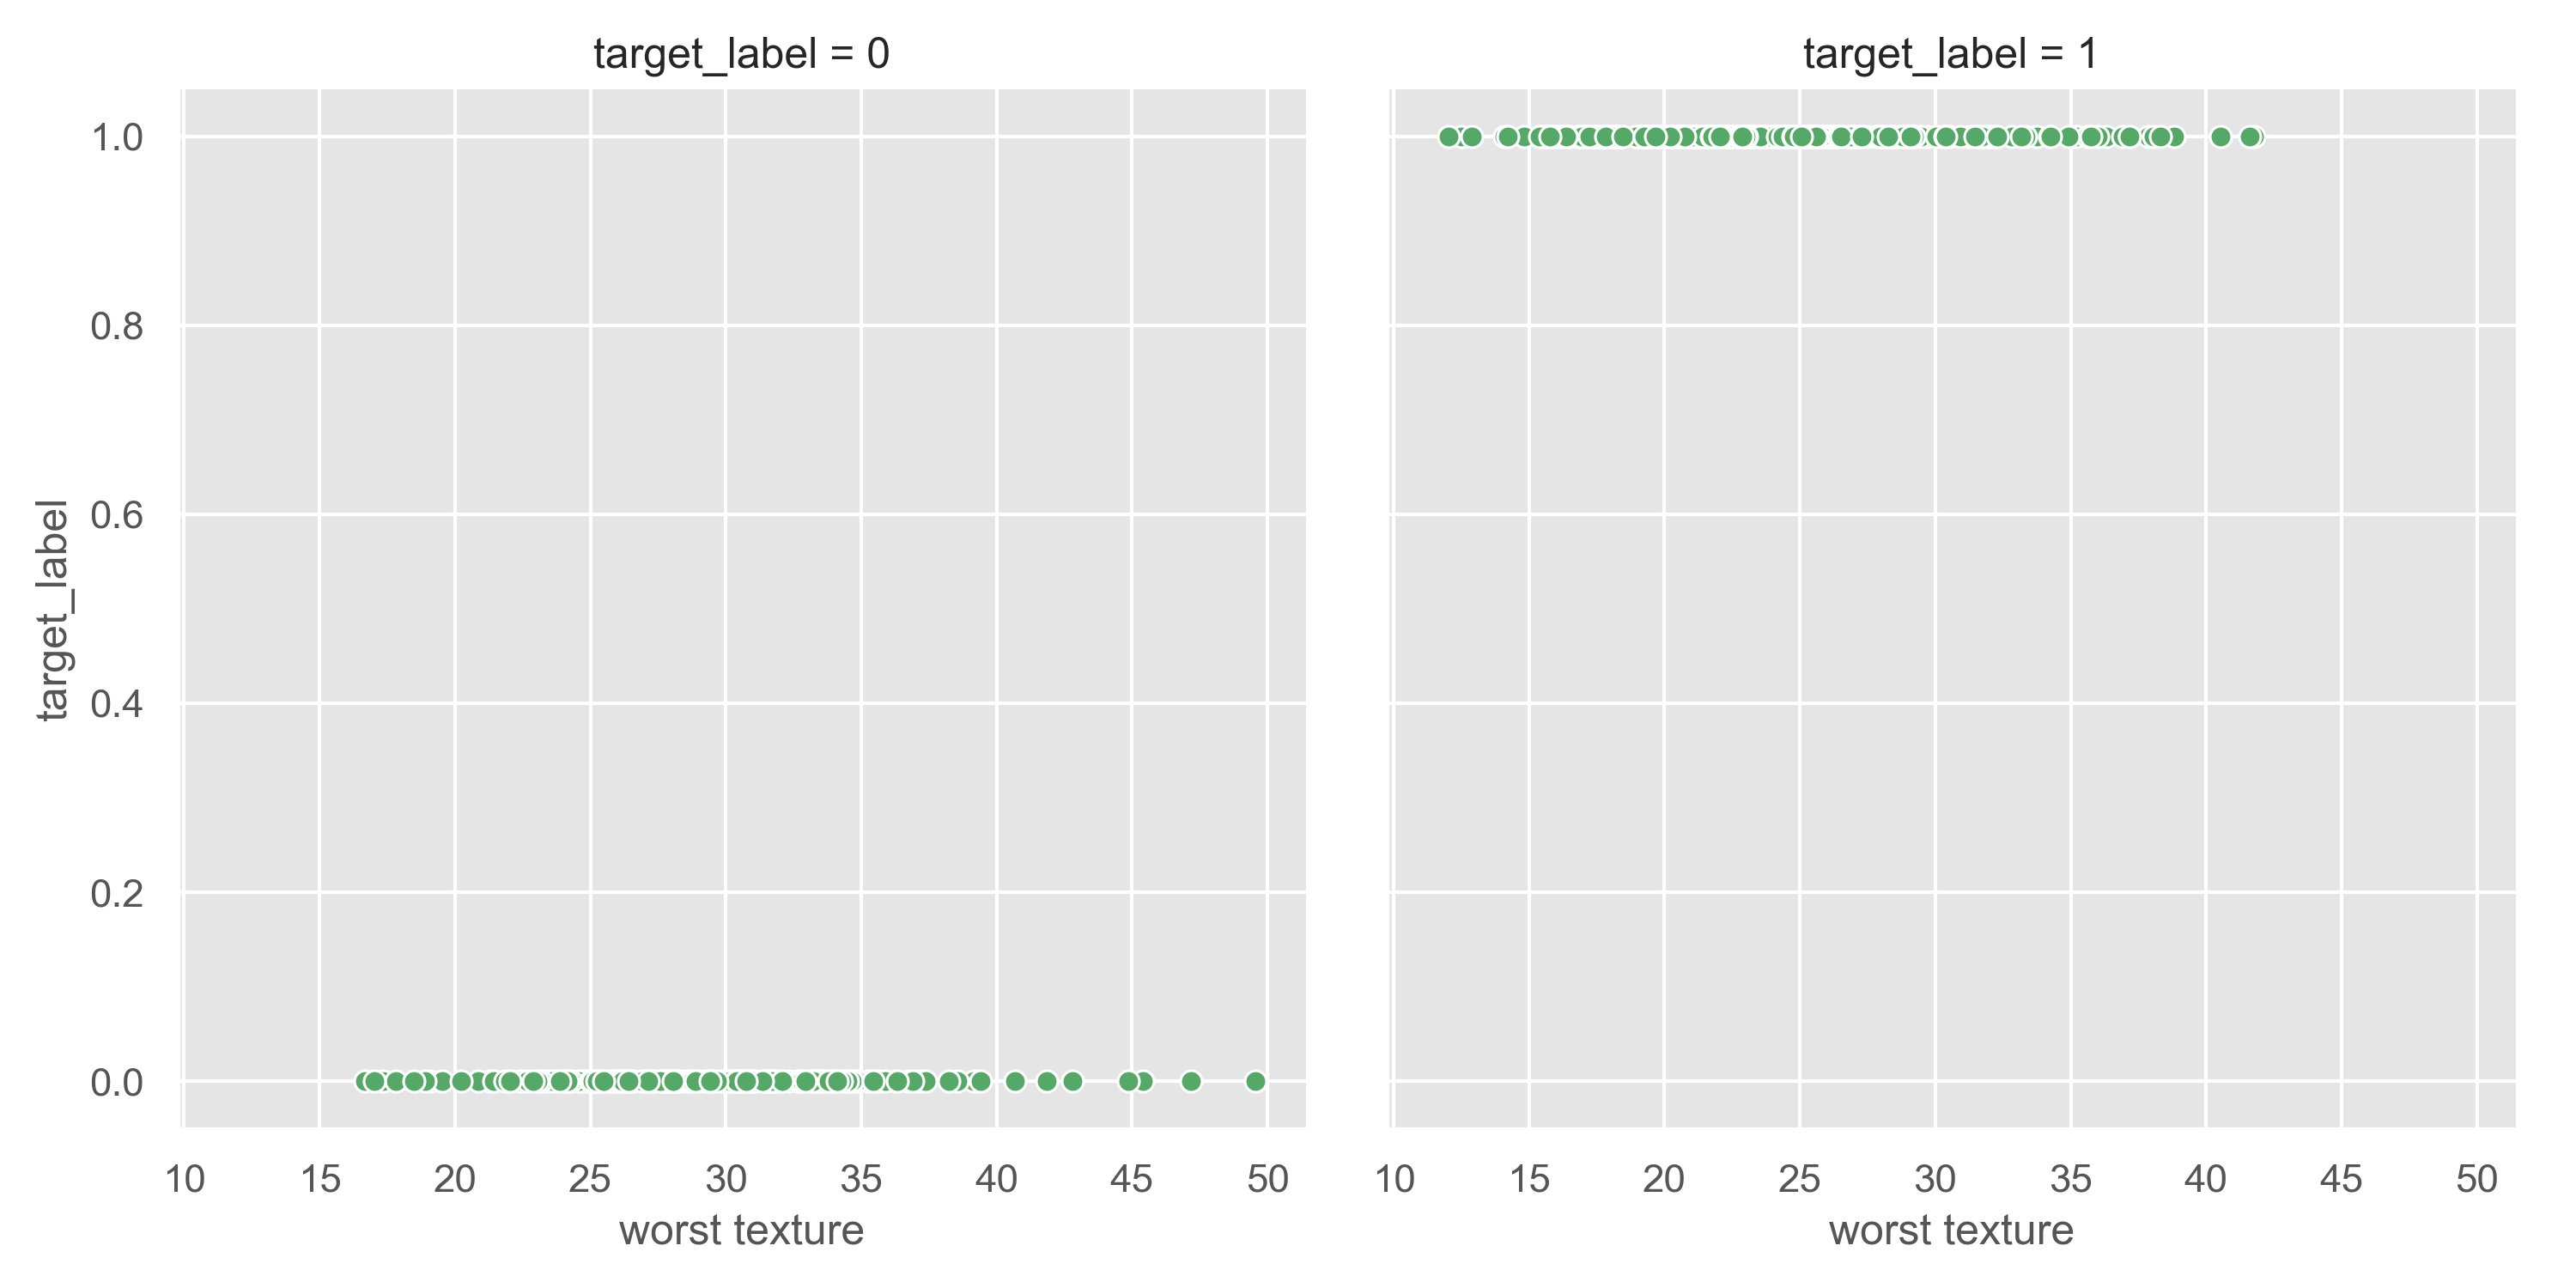 target_label = 0
target_label = 1
1.0
0.8
0.6
0.4
0.2
0.0
target_label
10 15 20 25 30 35 40 45 50
10 15 20 25 30 35 40 45 50
worst texture
worst texture